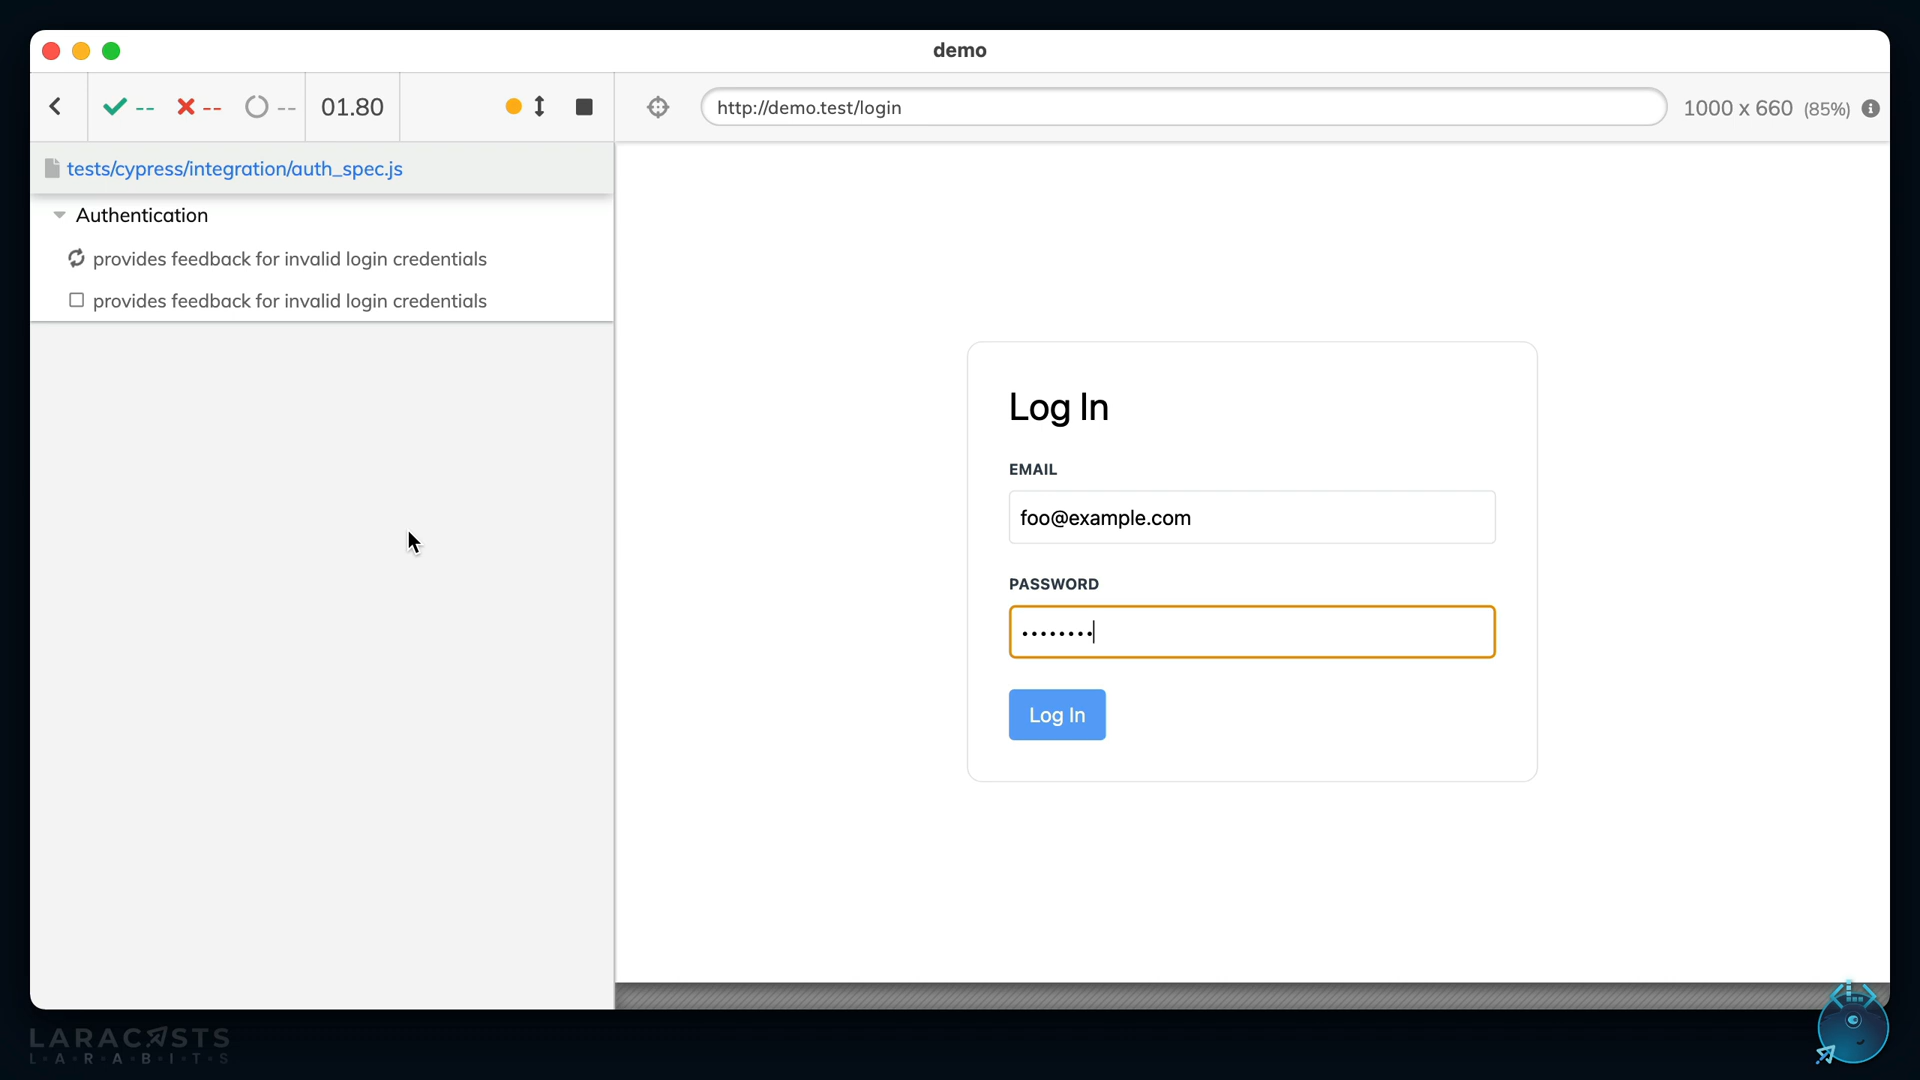 demo
-- -- -- 01.80
http://demo.test/login
1000 x 660 (85%)
tests/cypress/integration/auth_spec.js
Authentication
provides feedback for invalid login credentials
provides feedback for invalid login credentials
Log In
EMAIL
foo@example.com
PASSWORD
••••••••
Log In
LARACASTS
L·A·R·A·B·I·T·S